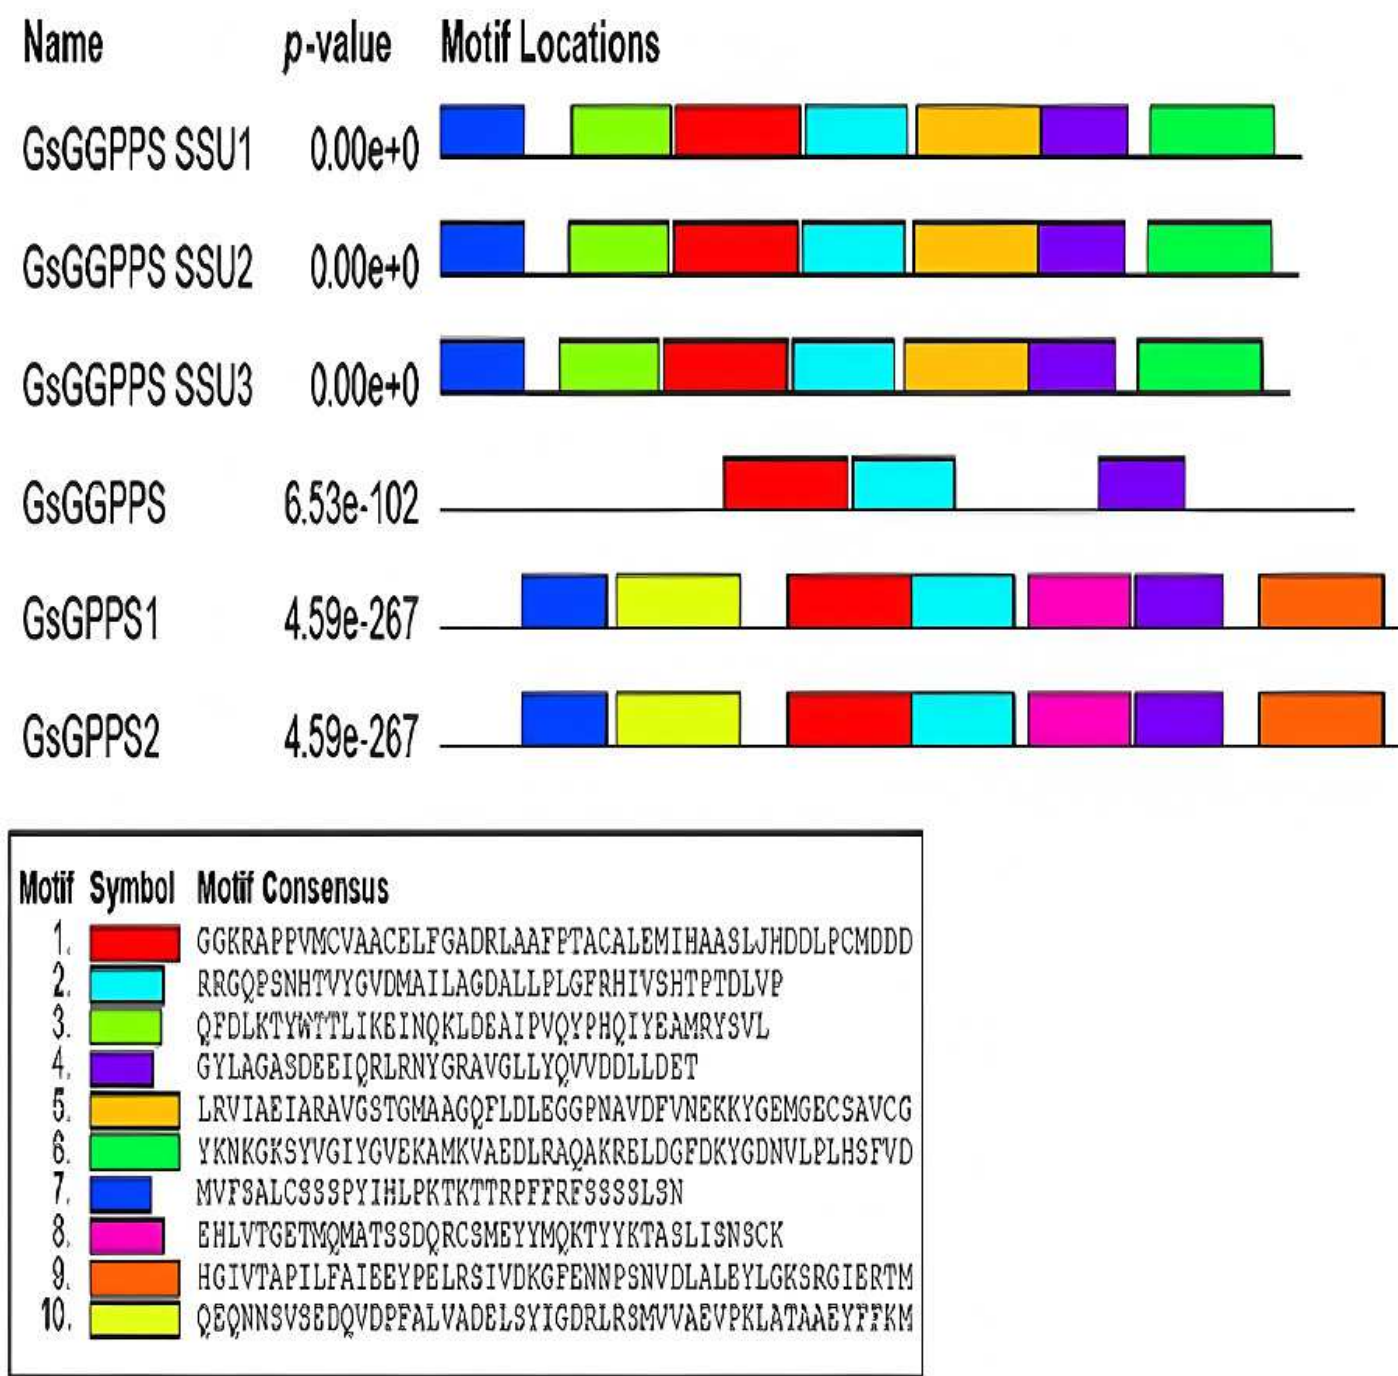 Name p-value Motif Locations
GsGGPPS SSU1 0.00e+0
GsGGPPS SSU2 0.00e+0
GsGGPPS SSU3 0.00e+0
GsGGPPS 6.53e-102
GsGPPS1 4.59e-267
GsGPPS2 4.59e-267
Motif Symbol Motif Consensus
1. GGKRAPPVMCVAACELFGADRLAAFPTACALEMIHAASLJHDDLPCMDDD
2. RRGQPSNHTVYGVDMAILAGDALLPLGFRHIVSHTPTDLVP
3. QFDLKTYWTTLIKEINQKLDEAIPVQYPHQIYEAMRYSVL
4. GYLAGASDEEIQRLRNYGRAVGLLYQVVDDLLDET
5. LRVIAEIARAVGSTGMAAGQFLDLEGGPNAVDFVNEKKYGEMGECSAVCG
6. YKNKGKSYVGIYGVEKAMKVAEDLRAQAKRELDGFDKYGDNVLPLHSFVD
7. MVFSALCSSSPYIHLPKTKTTRPFFRFSSSSLSN
8. EHLVTGETMQMATSSDQRCSMEYYMQKTYYKTASLISNSCK
9. HGIVTAPILFAIEEYPELRSIVDKGFENNPSNVDLALEYLGKSRGIERTM
10. QEQNNSVSEDQVDPFALVADELSYIGDRLRSMVVAEVPKLATAAEYFFKM